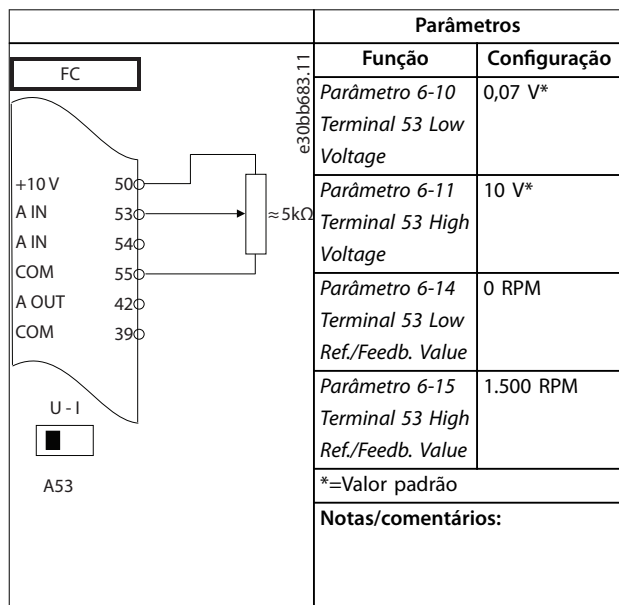 Parâmetros
Função Configuração
FC
e30bb683.11
+10 V 50
A IN 53
A IN 54
COM 55
A OUT 42
COM 39
≈5kΩ
U - I
A53
Parâmetro 6-10 0,07 V*
Terminal 53 Low
Voltage
Parâmetro 6-11 10 V*
Terminal 53 High
Voltage
Parâmetro 6-14 0 RPM
Terminal 53 Low
Ref./Feedb. Value
Parâmetro 6-15 1.500 RPM
Terminal 53 High
Ref./Feedb. Value
*=Valor padrão
Notas/comentários: